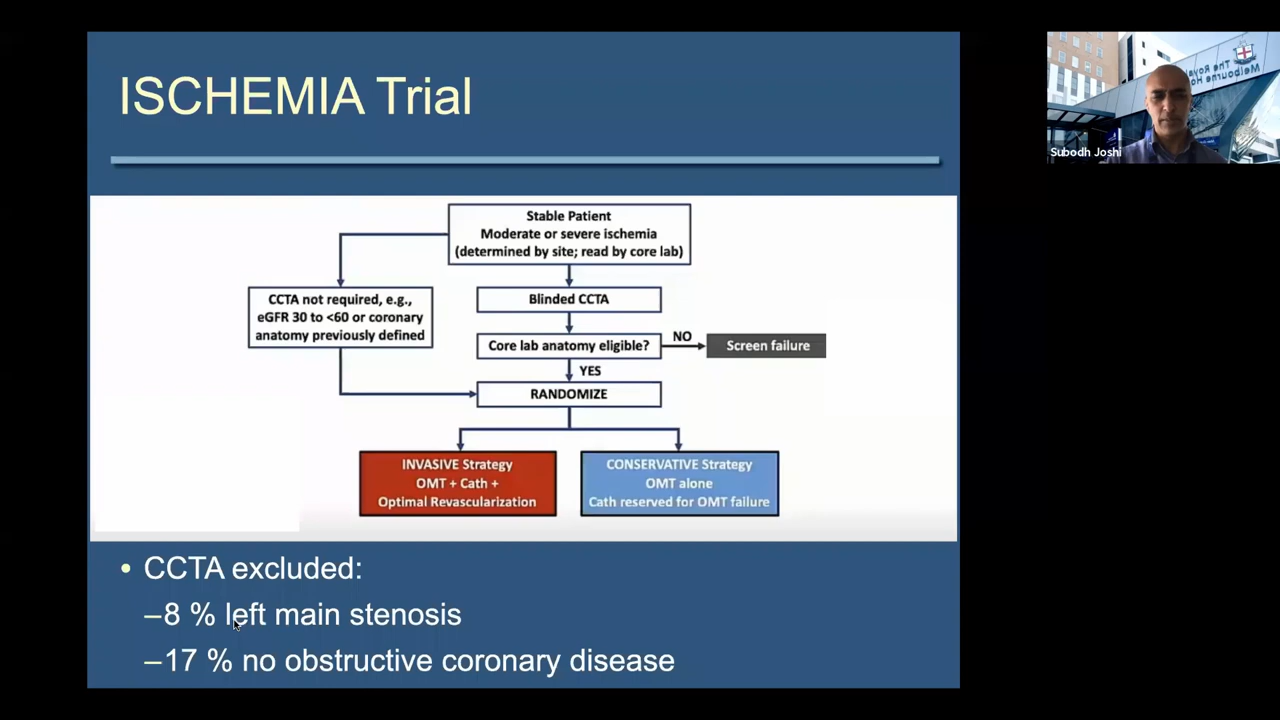 ISCHEMIA Trial
Stable Patient
Moderate or severe ischemia
(determined by site; read by core lab)
CCTA not required, e.g.,
eGFR 30 to <60 or coronary
anatomy previously defined
Blinded CCTA
Core lab anatomy eligible?
NO
Screen failure
YES
RANDOMIZE
INVASIVE Strategy
OMT + Cath +
Optimal Revascularization
CONSERVATIVE Strategy
OMT alone
Cath reserved for OMT failure
• CCTA excluded:
–8 % left main stenosis
–17 % no obstructive coronary disease
The Royal
Melbourne
Subodh Joshi